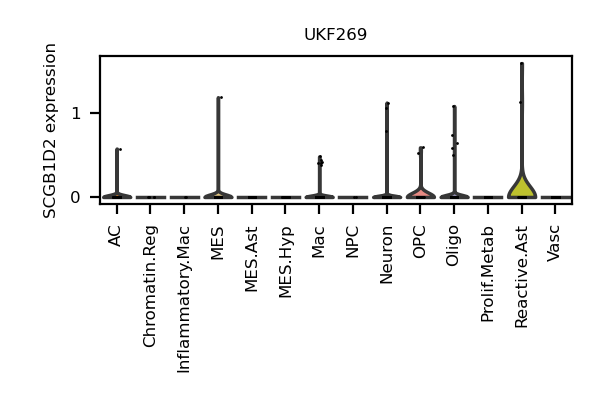 UKF269
SCGB1D2 expression
1
0
AC
Chromatin.Reg
Inflammatory.Mac
MES
MES.Ast
MES.Hyp
Mac
NPC
Neuron
OPC
Oligo
Prolif.Metab
Reactive.Ast
Vasc